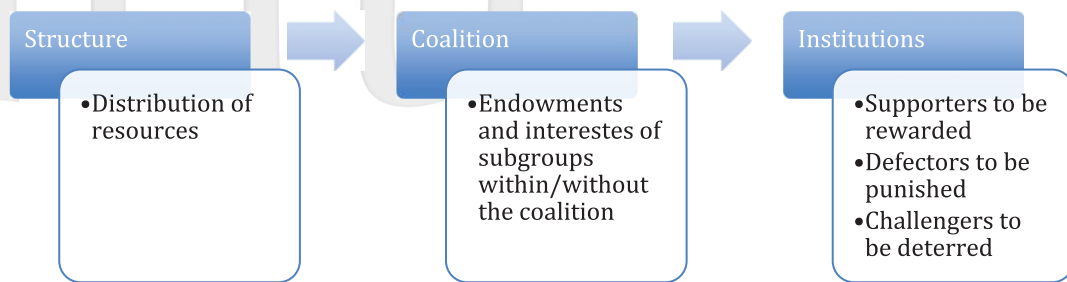 Structure
•Distribution of
resources
Coalition
•Endowments
and interestes of
subgroups
within/without
the coalition
Institutions
•Supporters to be
rewarded
•Defectors to be
punished
•Challengers to
be deterred